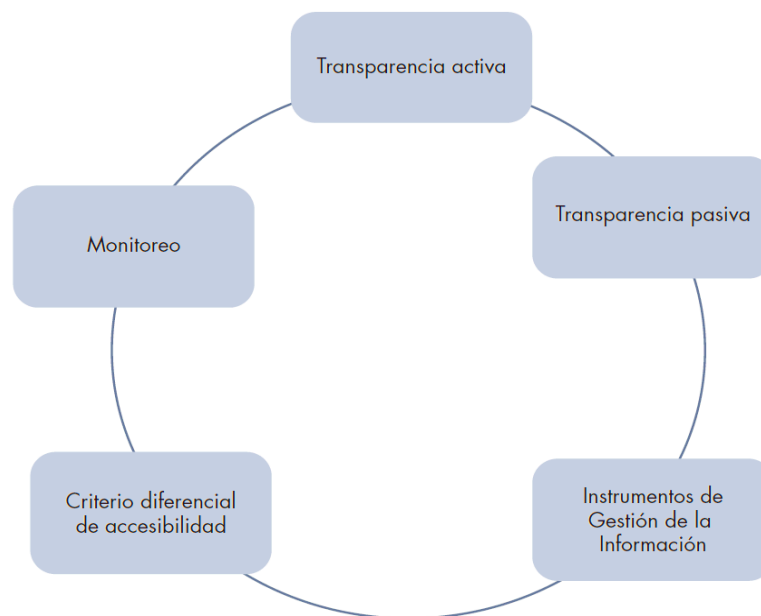 Transparencia activa
Transparencia pasiva
Instrumentos de
Gestión de la
Información
Criterio diferencial
de accesibilidad
Monitoreo